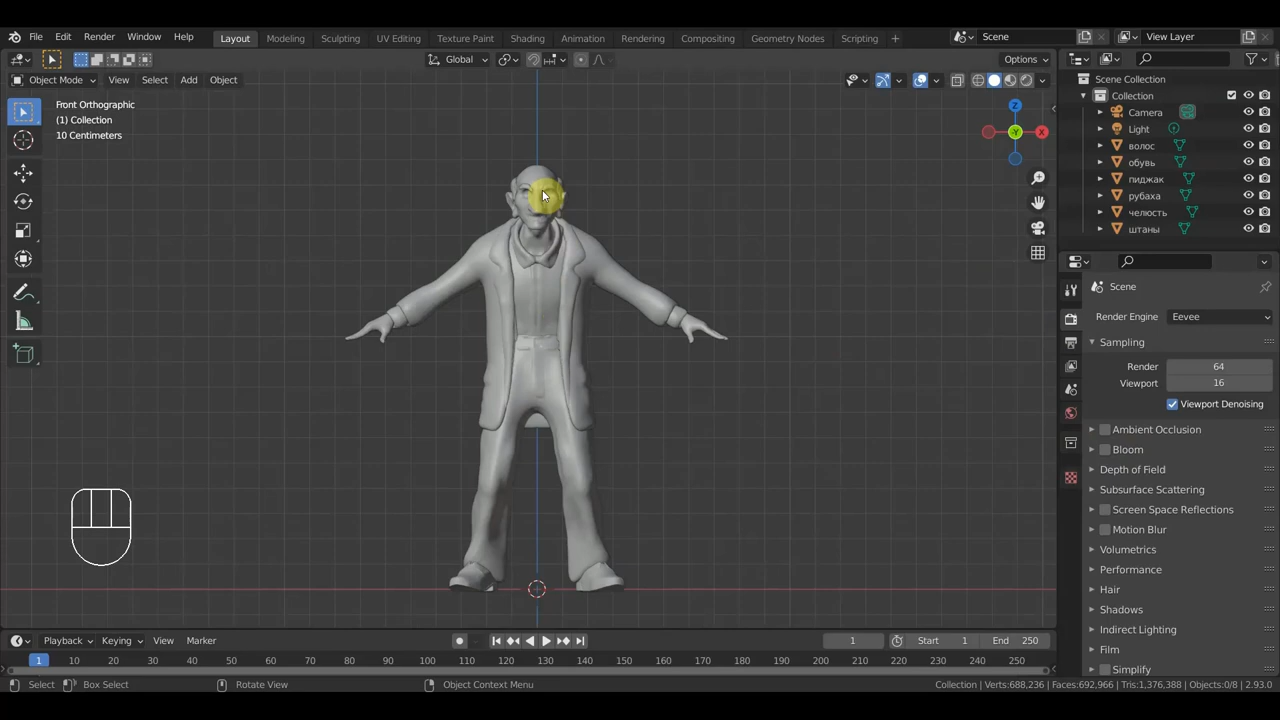 File Edit Render Window Help Layout Modeling Sculpting UV Editing Texture Paint Shading Animation Rendering Compositing Geometry Nodes Scripting + Scene View Layer
Global Options
Object Mode View Select Add Object
Front Orthographic
(1) Collection
10 Centimeters
Z
-Y
X
Scene Collection
Collection
Camera
Light
волос
обувь
пиджак
рубаха
челюсть
штаны
Scene
Render Engine Eevee
Sampling
Render 64
Viewport 16
Viewport Denoising
Ambient Occlusion
Bloom
Depth of Field
Subsurface Scattering
Screen Space Reflections
Motion Blur
Volumetrics
Performance
Hair
Shadows
Indirect Lighting
Film
Simplify
Playback Keying View Marker 1 Start 1 End 250
1 10 20 30 40 50 60 70 80 90 100 110 120 130 140 150 160 170 180 190 200 210 220 230 240 250
Select Box Select Rotate View Object Context Menu Collection | Verts:688,236 | Faces:692,966 | Tris:1,376,388 | Objects:0/8 | 2.93.0